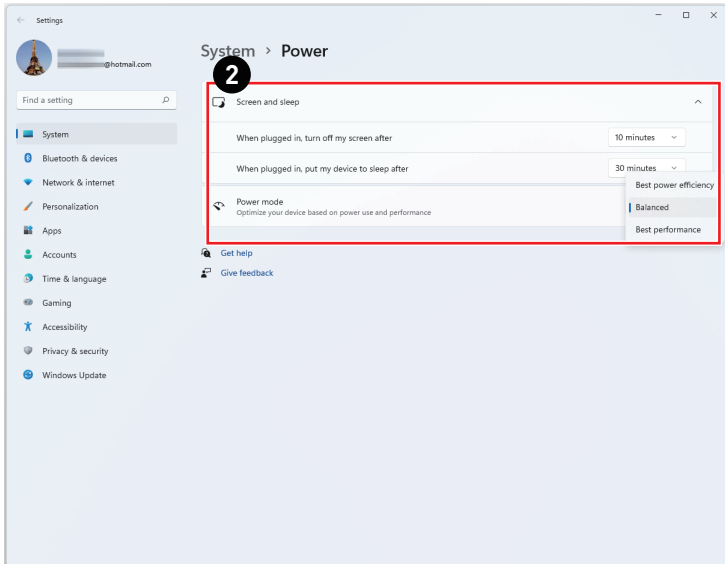 Settings
@hotmail.com
System > Power
2
Find a setting
Screen and sleep
System
When plugged in, turn off my screen after
10 minutes
Bluetooth & devices
When plugged in, put my device to sleep after
30 minutes
Network & internet
Best power efficiency
Power mode
Optimize your device based on power use and performance
Balanced
Personalization
Best performance
Apps
Accounts
Get help
Time & language
Give feedback
Gaming
Accessibility
Privacy & security
Windows Update